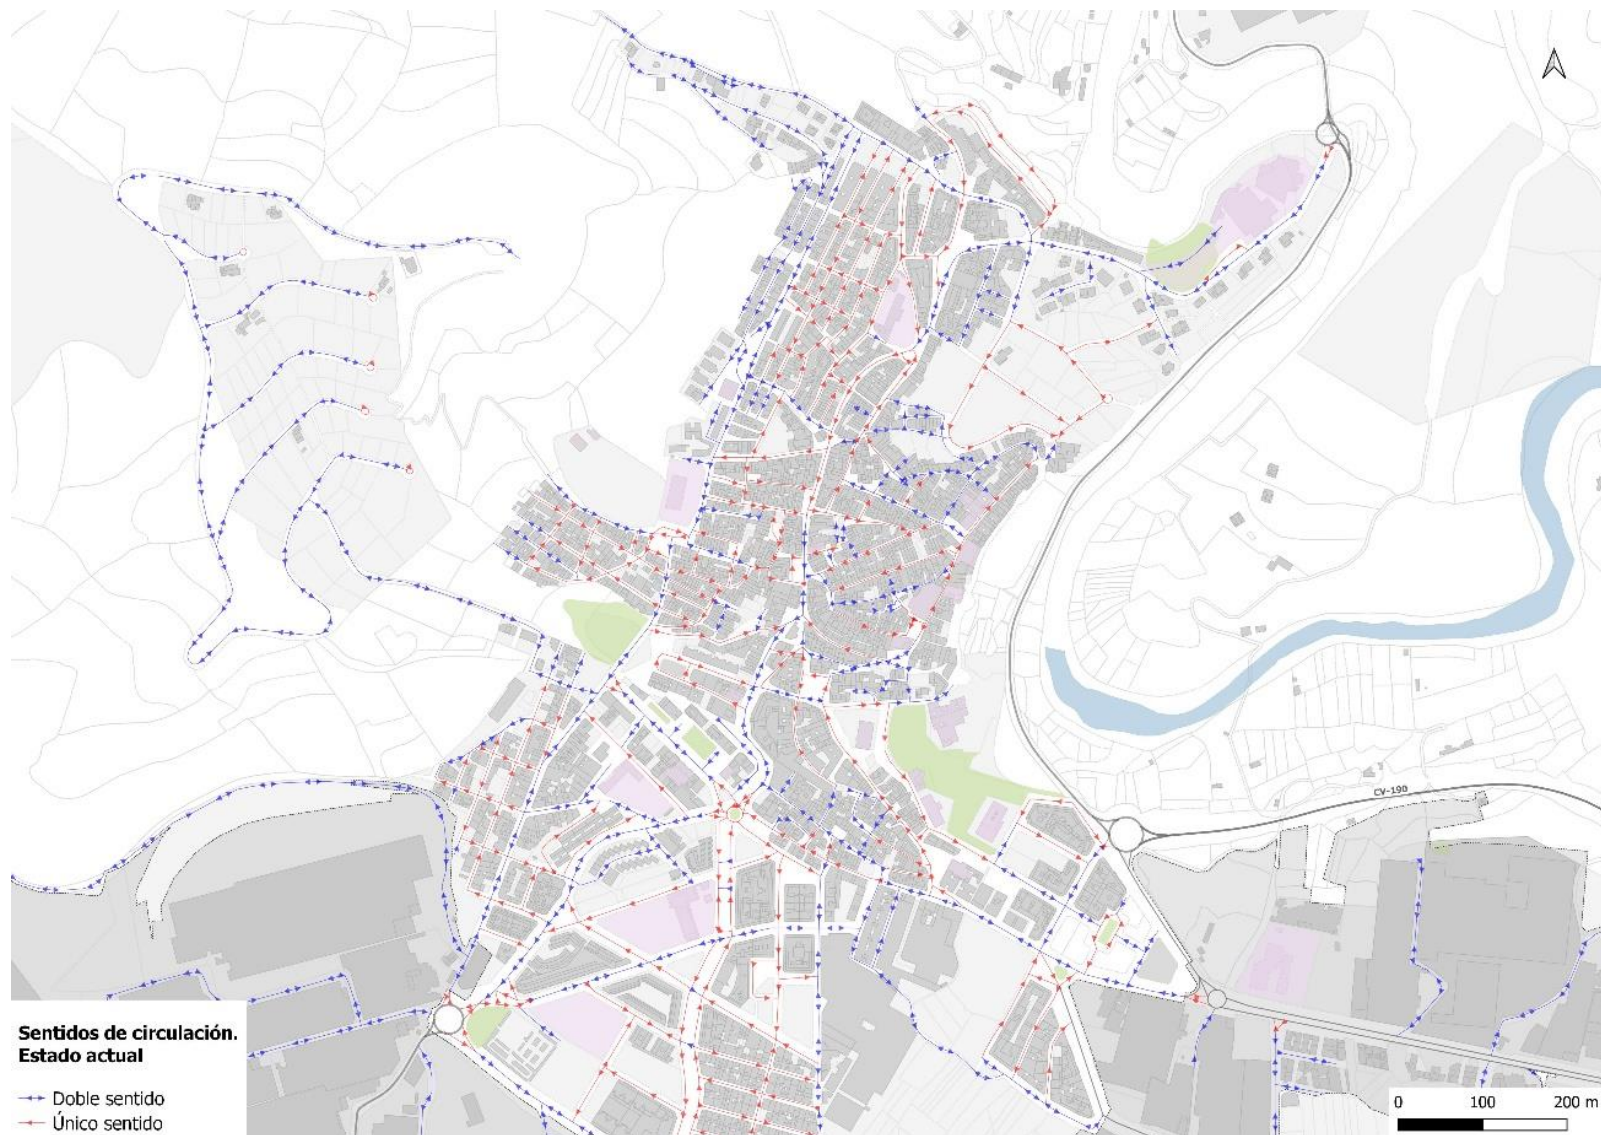 CV-190
Sentidos de circulación.
Estado actual
Doble sentido
Único sentido
0 100 200 m